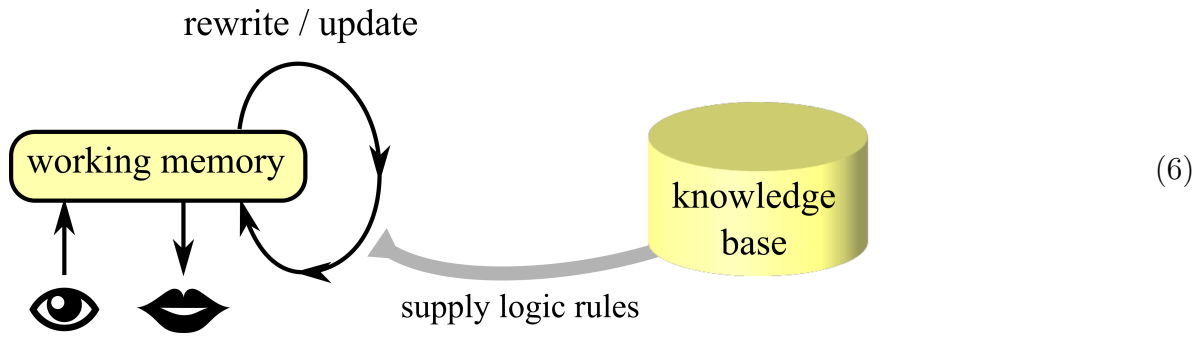 rewrite / update
working memory
(6)
knowledge
base
supply logic rules